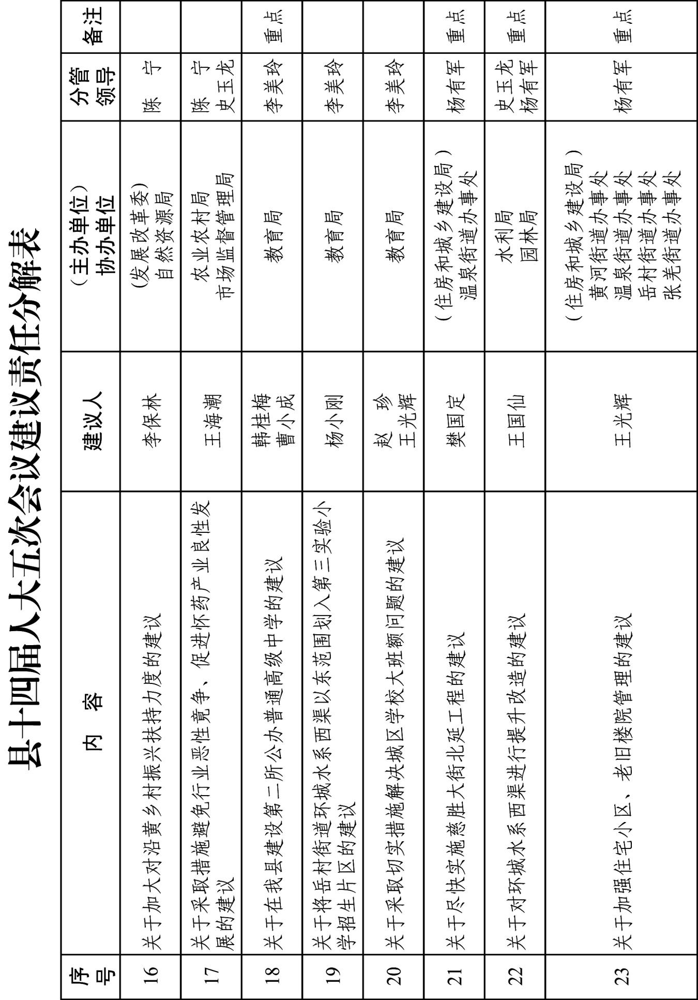 县十四届人大五次会议建议责任分解表
序号
内 容
建议人
（主办单位）
协办单位
分管
领导
备注
16
关于加大对沿黄乡村振兴扶持力度的建议
李保林
(发展改革委)
自然资源局
陈 宁
17
关于采取措施避免行业恶性竞争、促进怀药产业良性发
展的建议
王海潮
农业农村局
市场监督管理局
陈 宁
史玉龙
18
关于在我县建设第二所公办普通高级中学的建议
韩桂梅
曹小成
教育局
李美玲
重点
19
关于将岳村街道环城水系西渠以东范围划入第三实验小
学招生片区的建议
杨小刚
教育局
李美玲
20
关于采取切实措施解决城区学校大班额问题的建议
赵 珍
王光辉
教育局
李美玲
21
关于尽快实施慈胜大街北延工程的建议
樊国定
（住房和城乡建设局）
温泉街道办事处
杨有军
重点
22
关于对环城水系西渠进行提升改造的建议
王国仙
水利局
园林局
史玉龙
杨有军
重点
23
关于加强住宅小区、老旧楼院管理的建议
王光辉
（住房和城乡建设局）
黄河街道办事处
温泉街道办事处
岳村街道办事处
张羌街道办事处
杨有军
重点